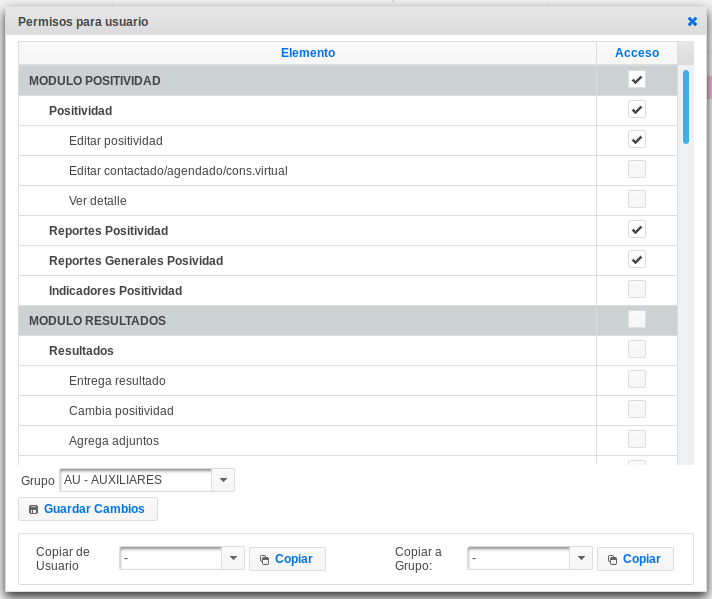 Permisos para usuario
Elemento Acceso
MODULO POSITIVIDAD
Positividad
Editar positividad
Editar contactado/agendado/cons.virtual
Ver detalle
Reportes Positividad
Reportes Generales Posividad
Indicadores Positividad
MODULO RESULTADOS
Resultados
Entrega resultado
Cambia positividad
Agrega adjuntos
Grupo AU - AUXILIARES
Guardar Cambios
Copiar de Usuario - Copiar
Copiar a Grupo: - Copiar